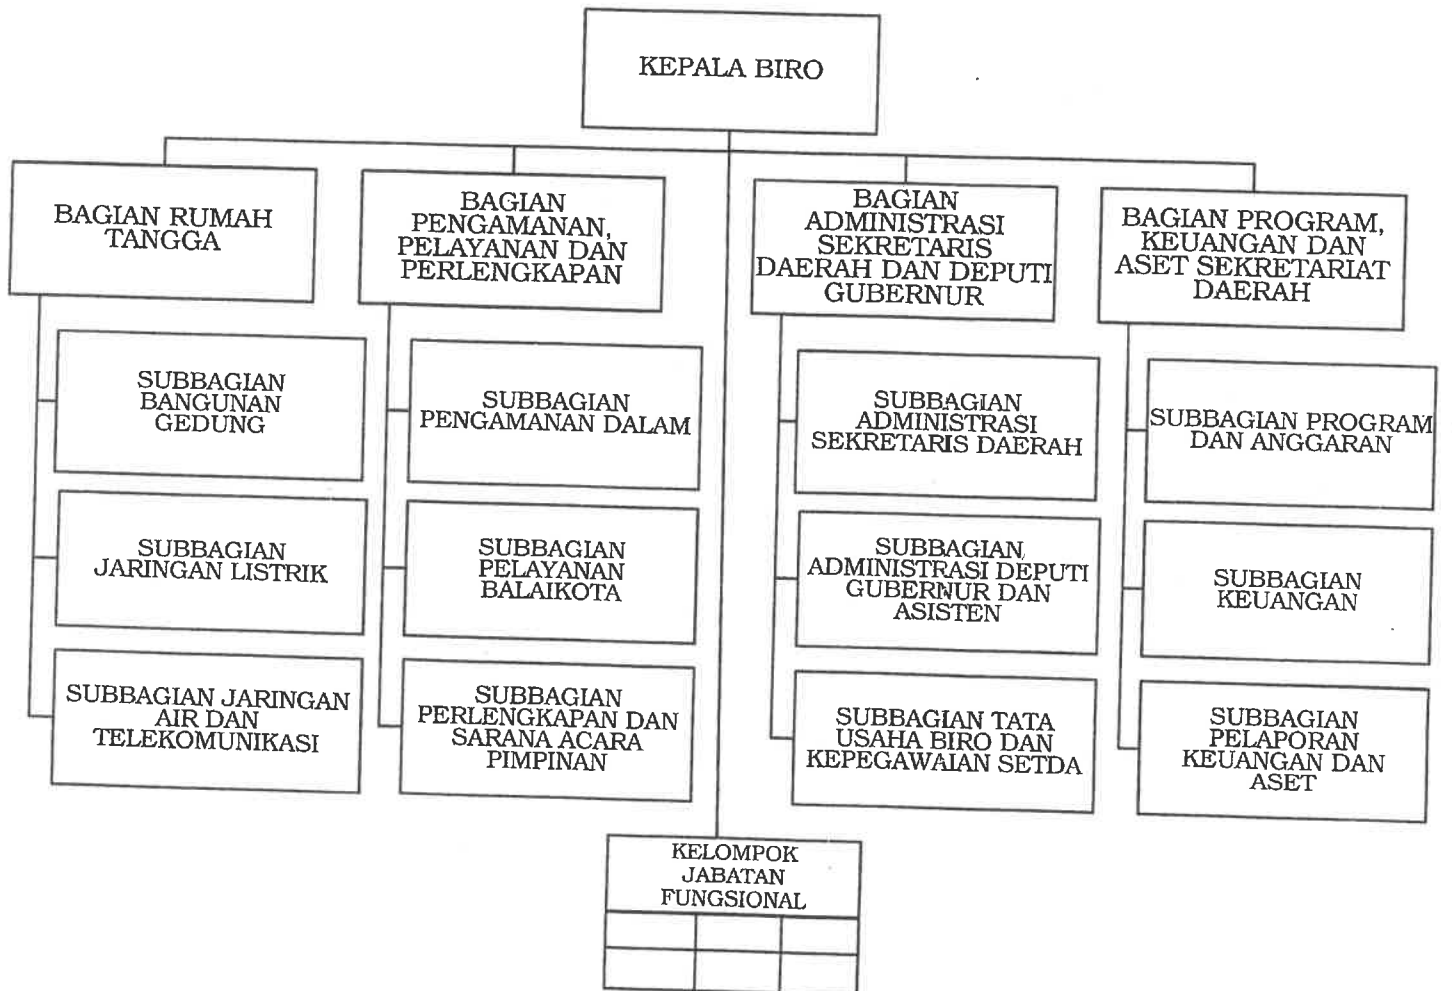 KEPALA BIRO
BAGIAN RUMAH
TANGGA
BAGIAN
PENGAMANAN,
PELAYANAN DAN
PERLENGKAPAN
BAGIAN
ADMINISTRASI
SEKRETARIS
DAERAH DAN DEPUTI
GUBERNUR
BAGIAN PROGRAM,
KEUANGAN DAN
ASET SEKRETARIAT
DAERAH
SUBBAGIAN
BANGUNAN
GEDUNG
SUBBAGIAN
JARINGAN LISTRIK
SUBBAGIAN JARINGAN
AIR DAN
TELEKOMUNIKASI
SUBBAGIAN
PENGAMANAN DALAM
SUBBAGIAN
PELAYANAN
BALAIKOTA
SUBBAGIAN
PERLENGKAPAN DAN
SARANA ACARA
PIMPINAN
SUBBAGIAN
ADMINISTRASI
SEKRETARIS DAERAH
SUBBAGIAN
ADMINISTRASI DEPUTI
GUBERNUR DAN
ASISTEN
SUBBAGIAN TATA
USAHA BIRO DAN
KEPEGAWAIAN SETDA
SUBBAGIAN PROGRAM
DAN ANGGARAN
SUBBAGIAN
KEUANGAN
SUBBAGIAN
PELAPORAN
KEUANGAN DAN
ASET
KELOMPOK
JABATAN
FUNGSIONAL